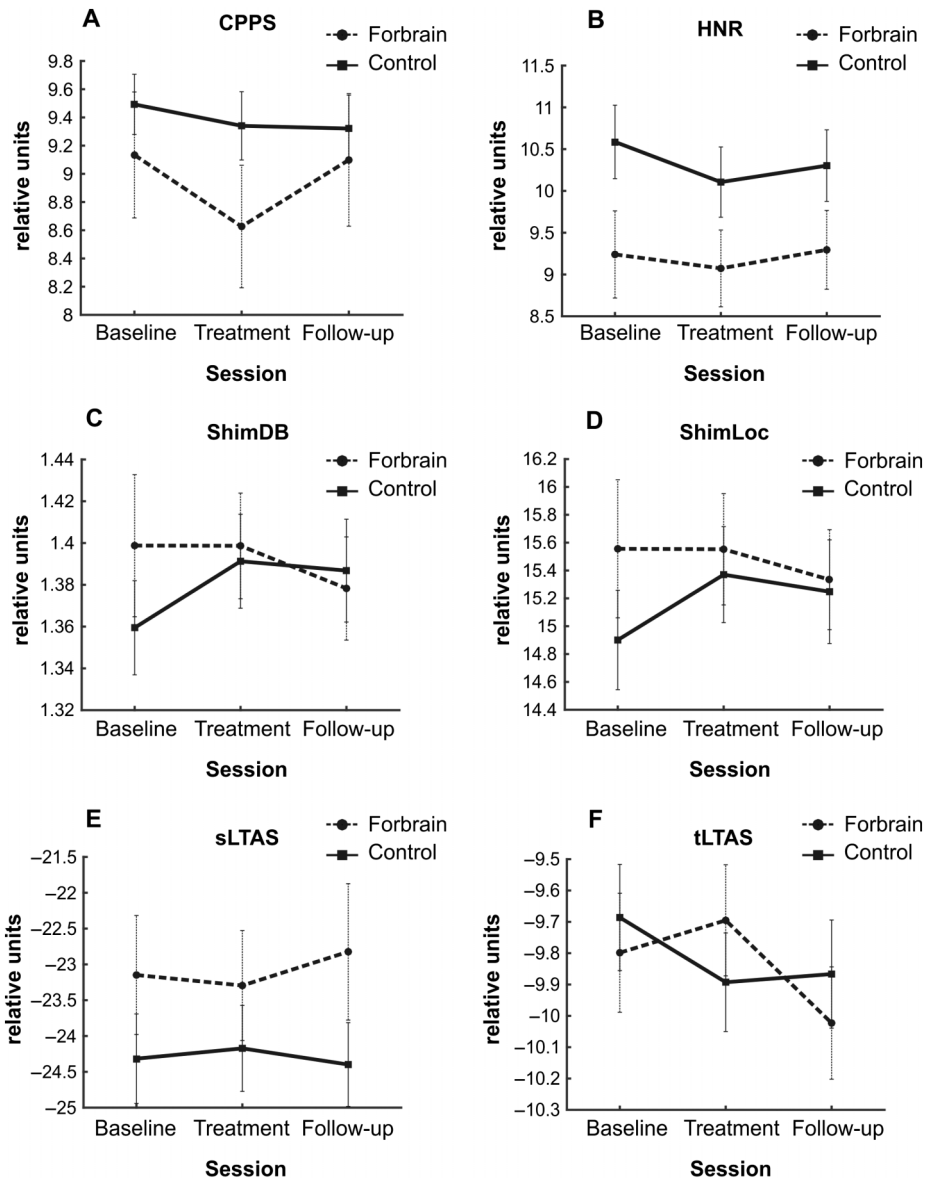 A
CPPS
Forbrain
Control
relative units
9.8
9.6
9.4
9.2
9
8.8
8.6
8.4
8.2
8
Baseline
Treatment
Follow-up
Session
B
HNR
Forbrain
Control
relative units
11.5
11
10.5
10
9.5
9
8.5
Baseline
Treatment
Follow-up
Session
C
ShimDB
Forbrain
Control
relative units
1.44
1.42
1.4
1.38
1.36
1.34
1.32
Baseline
Treatment
Follow-up
Session
D
ShimLoc
Forbrain
Control
relative units
16.2
16
15.8
15.6
15.4
15.2
15
14.8
14.6
14.4
Baseline
Treatment
Follow-up
Session
E
sLTAS
Forbrain
Control
relative units
–21.5
–22
–22.5
–23
–23.5
–24
–24.5
–25
Baseline
Treatment
Follow-up
Session
F
tLTAS
Forbrain
Control
relative units
–9.5
–9.6
–9.7
–9.8
–9.9
–10
–10.1
–10.2
–10.3
Baseline
Treatment
Follow-up
Session